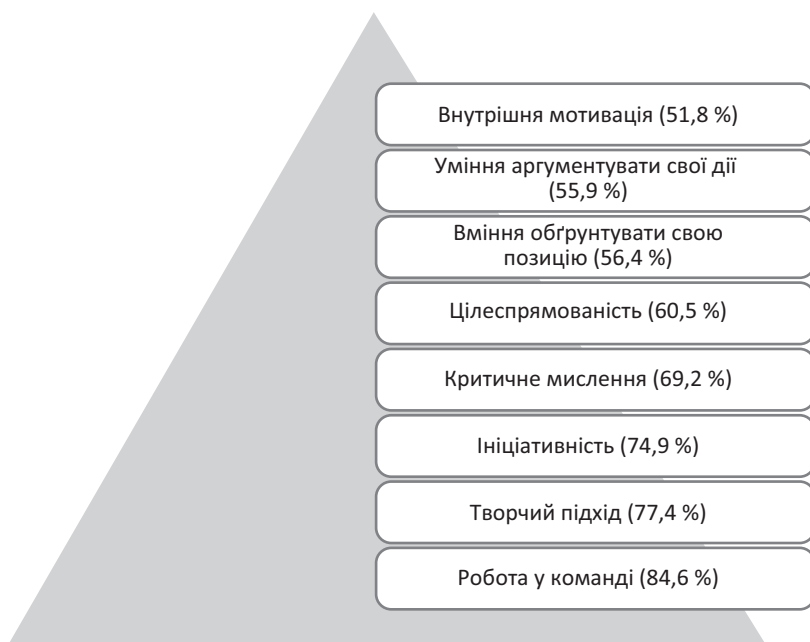 Внутрішня мотивація (51,8 %)
Уміння аргументувати свої дії
(55,9 %)
Вміння обґрунтувати свою
позицію (56,4 %)
Цілеспрямованість (60,5 %)
Критичне мислення (69,2 %)
Ініціативність (74,9 %)
Творчий підхід (77,4 %)
Робота у команді (84,6 %)